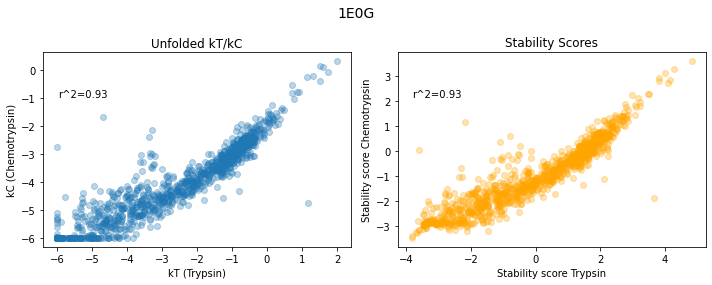 1E0G
Unfolded kT/kC
r^2=0.93
kC (Chemotrypsin)
0
−1
−2
−3
−4
−5
−6
−6 −5 −4 −3 −2 −1 0 1 2
kT (Trypsin)
Stability Scores
r^2=0.93
Stability score Chemotrypsin
3
2
1
0
−1
−2
−3
−4 −2 0 2 4
Stability score Trypsin